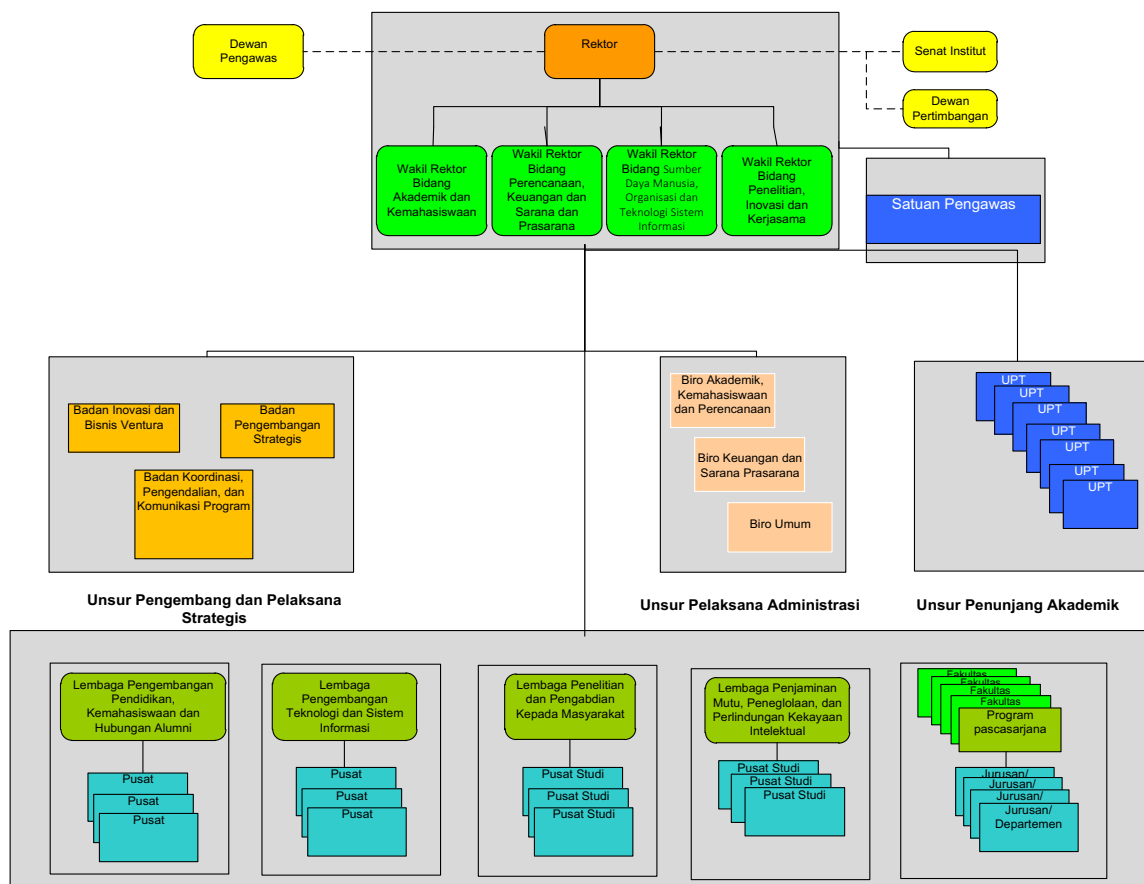 Dewan
Pengawas
Rektor
Senat Institut
Dewan
Pertimbangan
Wakil Rektor
Bidang
Akademik dan
Kemahasiswaan
Wakil Rektor
Bidang
Perencanaan,
Keuangan dan
Sarana dan
Prasarana
Wakil Rektor
Bidang Sumber
Daya Manusia,
Organisasi dan
Teknologi Sistem
Informasi
Wakil Rektor
Bidang
Penelitian,
Inovasi dan
Kerjasama
Satuan Pengawas
Badan Inovasi dan
Bisnis Ventura
Badan
Pengembangan
Strategis
Badan Koordinasi,
Pengendalian, dan
Komunikasi Program
Biro Akademik,
Kemahasiswaan
dan Perencanaan
Biro Keuangan dan
Sarana Prasarana
Biro Umum
UPT
UPT
UPT
UPT
UPT
UPT
UPT
Unsur Pengembang dan Pelaksana
Strategis
Unsur Pelaksana Administrasi
Unsur Penunjang Akademik
Lembaga Pengembangan
Pendidikan,
Kemahasiswaan dan
Hubungan Alumni
Pusat
Pusat
Pusat
Lembaga
Pengembangan
Teknologi dan Sistem
Informasi
Pusat
Pusat
Pusat
Lembaga Penelitian
dan Pengabdian
Kepada Masyarakat
Pusat Studi
Pusat Studi
Pusat Studi
Lembaga Penjaminan
Mutu, Peneglolaan, dan
Perlindungan Kekayaan
Intelektual
Pusat Studi
Pusat Studi
Pusat Studi
Fakultas
Fakultas
Fakultas
Fakultas
Program
pascasarjana
Jurusan/
Jurusan/
Jurusan/
Jurusan/
Departemen